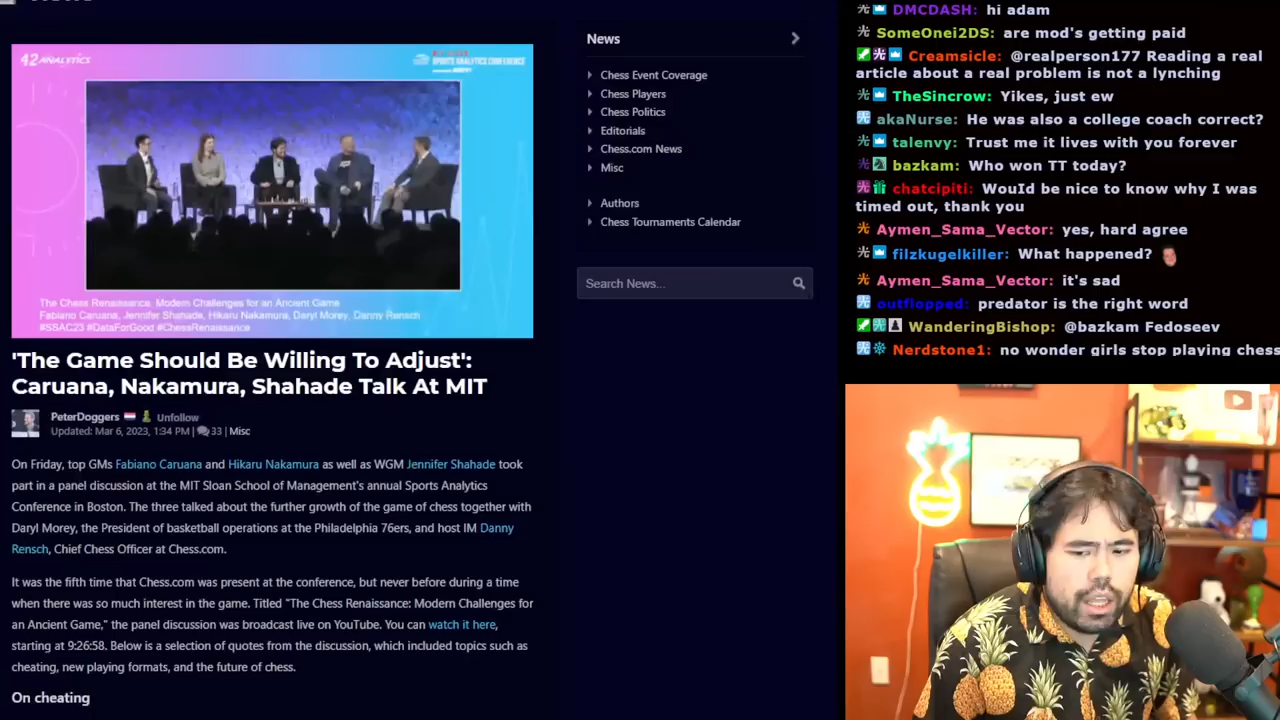 42 ANALYTICS
SPORTS ANALYTICS CONFERENCE
The Chess Renaissance: Modern Challenges for an Ancient Game
Fabiano Caruana, Jennifer Shahade, Hikaru Nakamura, Daryl Morey, Danny Rensch
#SSAC23 #DataForGood #ChessRenaissance
'The Game Should Be Willing To Adjust':
Caruana, Nakamura, Shahade Talk At MIT
PeterDoggers Unfollow
Updated: Mar 6, 2023, 1:34 PM | 33 | Misc
On Friday, top GMs Fabiano Caruana and Hikaru Nakamura as well as WGM Jennifer Shahade took
part in a panel discussion at the MIT Sloan School of Management's annual Sports Analytics
Conference in Boston. The three talked about the further growth of the game of chess together with
Daryl Morey, the President of basketball operations at the Philadelphia 76ers, and host IM Danny
Rensch, Chief Chess Officer at Chess.com.
It was the fifth time that Chess.com was present at the conference, but never before during a time
when there was so much interest in the game. Titled "The Chess Renaissance: Modern Challenges for
an Ancient Game," the panel discussion was broadcast live on YouTube. You can watch it here,
starting at 9:26:58. Below is a selection of quotes from the discussion, which included topics such as
cheating, new playing formats, and the future of chess.
On cheating
News
Chess Event Coverage
Chess Players
Chess Politics
Editorials
Chess.com News
Misc
Authors
Chess Tournaments Calendar
Search News...
DMCDASH: hi adam
SomeOnei2DS: are mod's getting paid
Creamsicle: @realperson177 Reading a real
article about a real problem is not a lynching
TheSincrow: Yikes, just ew
akaNurse: He was also a college coach correct?
talenvy: Trust me it lives with you forever
bazkam: Who won TT today?
chatcipiti: WouId be nice to know why I was
timed out, thank you
Aymen_Sama_Vector: yes, hard agree
filzkugelkiller: What happened?
Aymen_Sama_Vector: it's sad
outflopped: predator is the right word
WanderingBishop: @bazkam Fedoseev
Nerdstone1: no wonder girls stop playing chess